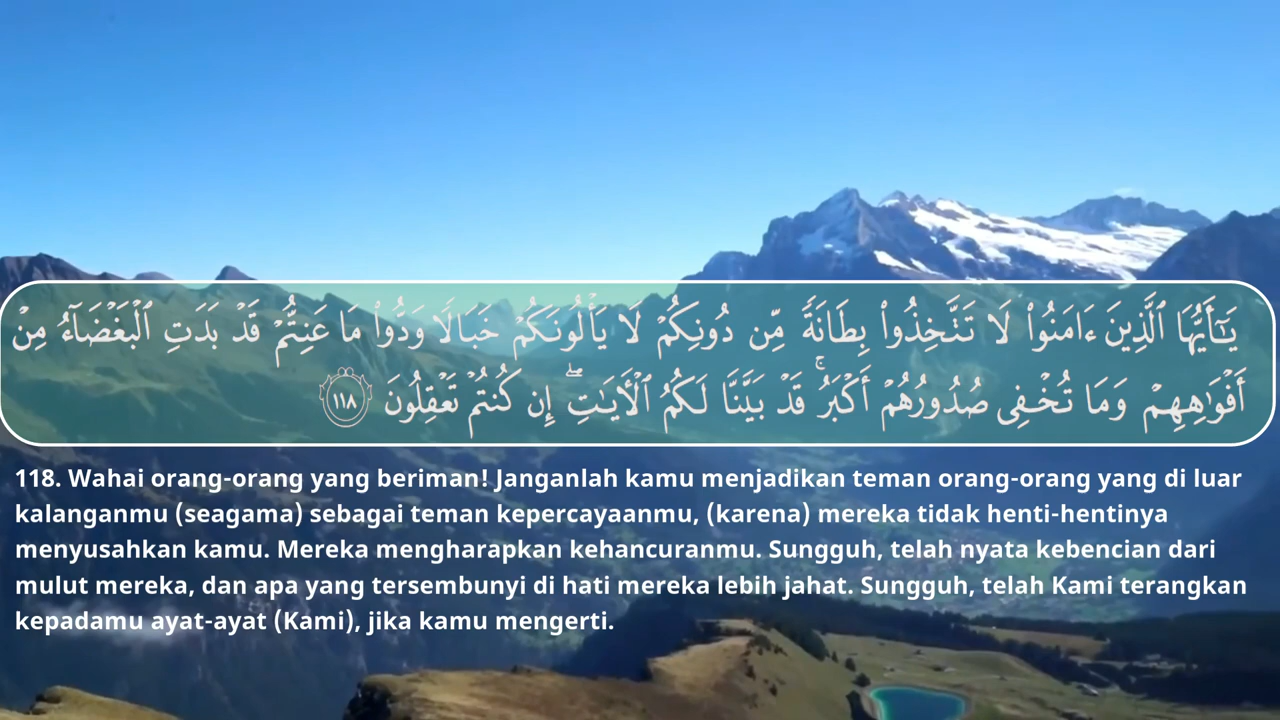 يَـٰٓأَيُّهَا ٱلَّذِينَ ءَامَنُوا۟ لَا تَتَّخِذُوا۟ بِطَانَةً مِّن دُونِكُمْ لَا يَأْلُونَكُمْ خَبَالًا وَدُّوا۟ مَا عَنِتُّمْ قَدْ بَدَتِ ٱلْبَغْضَآءُ مِنْ
أَفْوَٰهِهِمْ وَمَا تُخْفِى صُدُورُهُمْ أَكْبَرُ ۚ قَدْ بَيَّنَّا لَكُمُ ٱلْـَٔايَـٰتِ ۖ إِن كُنتُمْ تَعْقِلُونَ ١١٨
118. Wahai orang-orang yang beriman! Janganlah kamu menjadikan teman orang-orang yang di luar
kalanganmu (seagama) sebagai teman kepercayaanmu, (karena) mereka tidak henti-hentinya
menyusahkan kamu. Mereka mengharapkan kehancuranmu. Sungguh, telah nyata kebencian dari
mulut mereka, dan apa yang tersembunyi di hati mereka lebih jahat. Sungguh, telah Kami terangkan
kepadamu ayat-ayat (Kami), jika kamu mengerti.